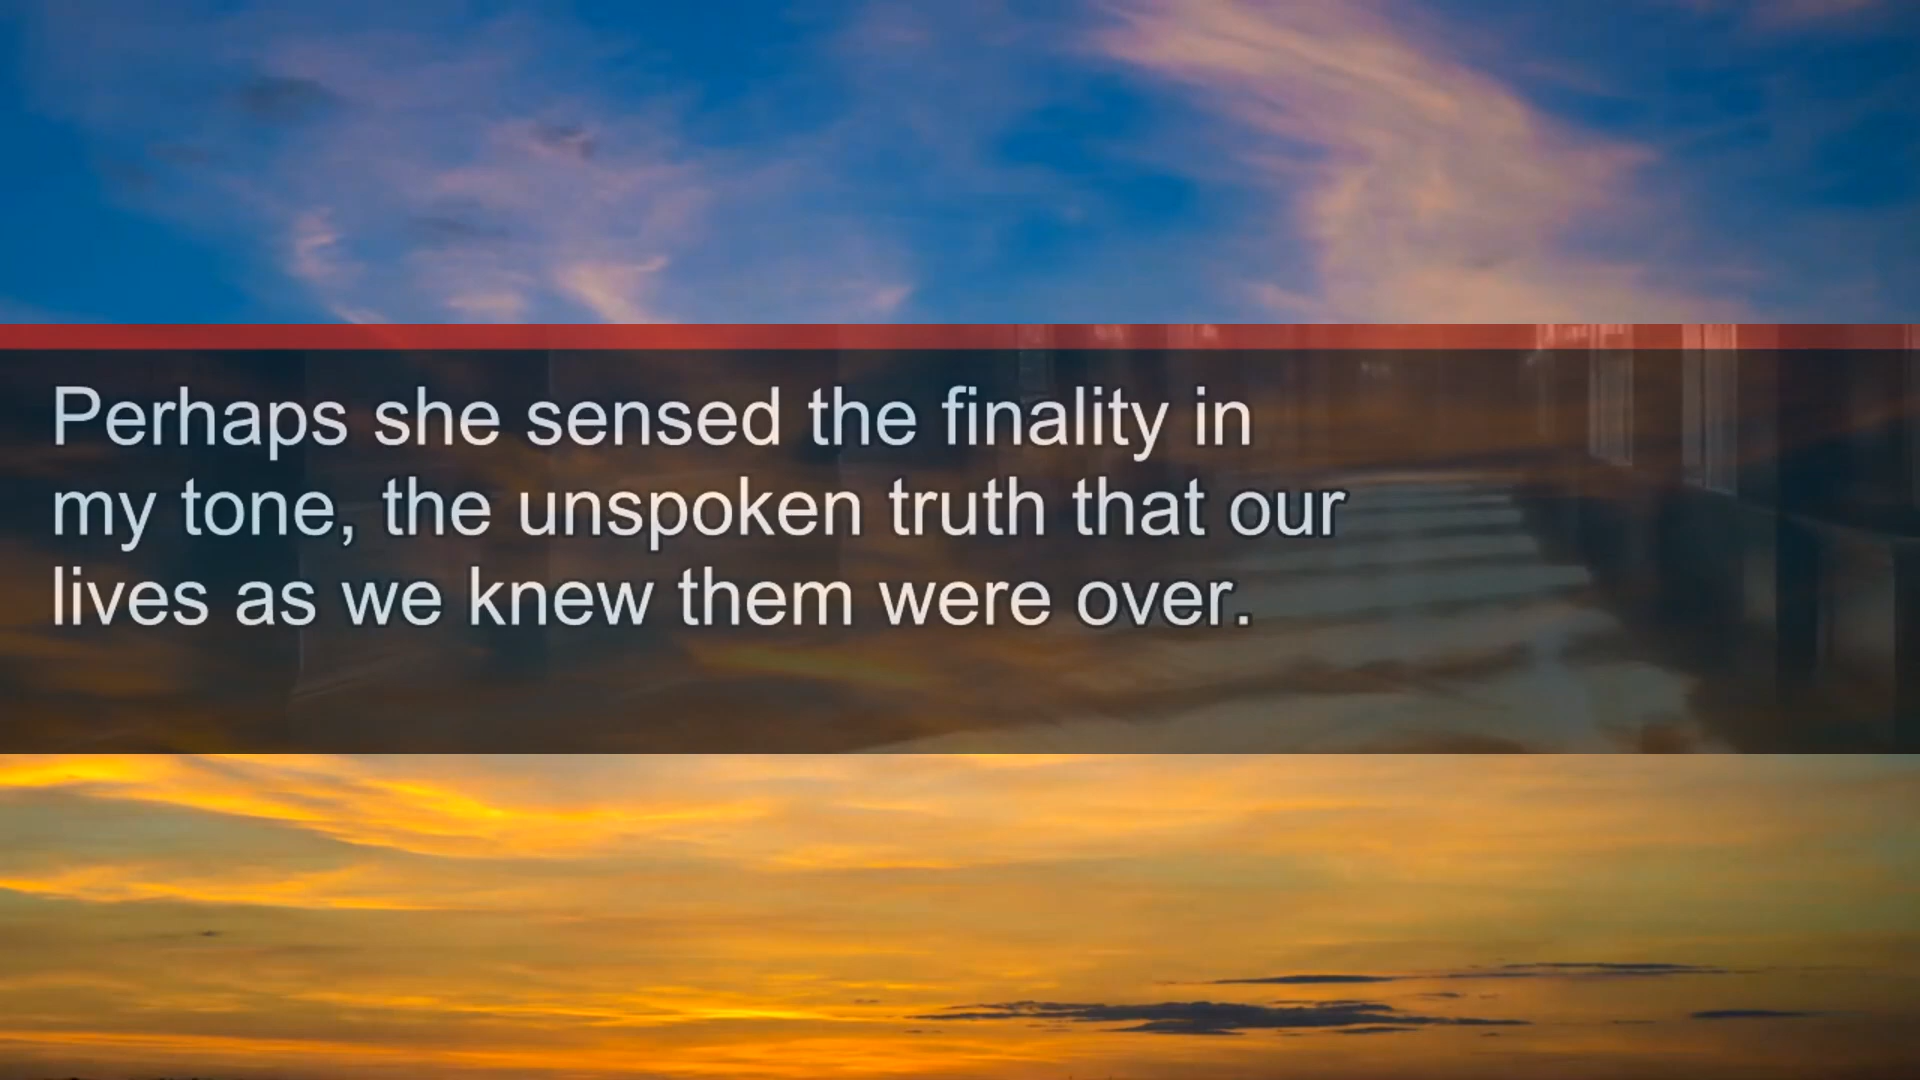 Perhaps she sensed the finality in
my tone, the unspoken truth that our
lives as we knew them were over.